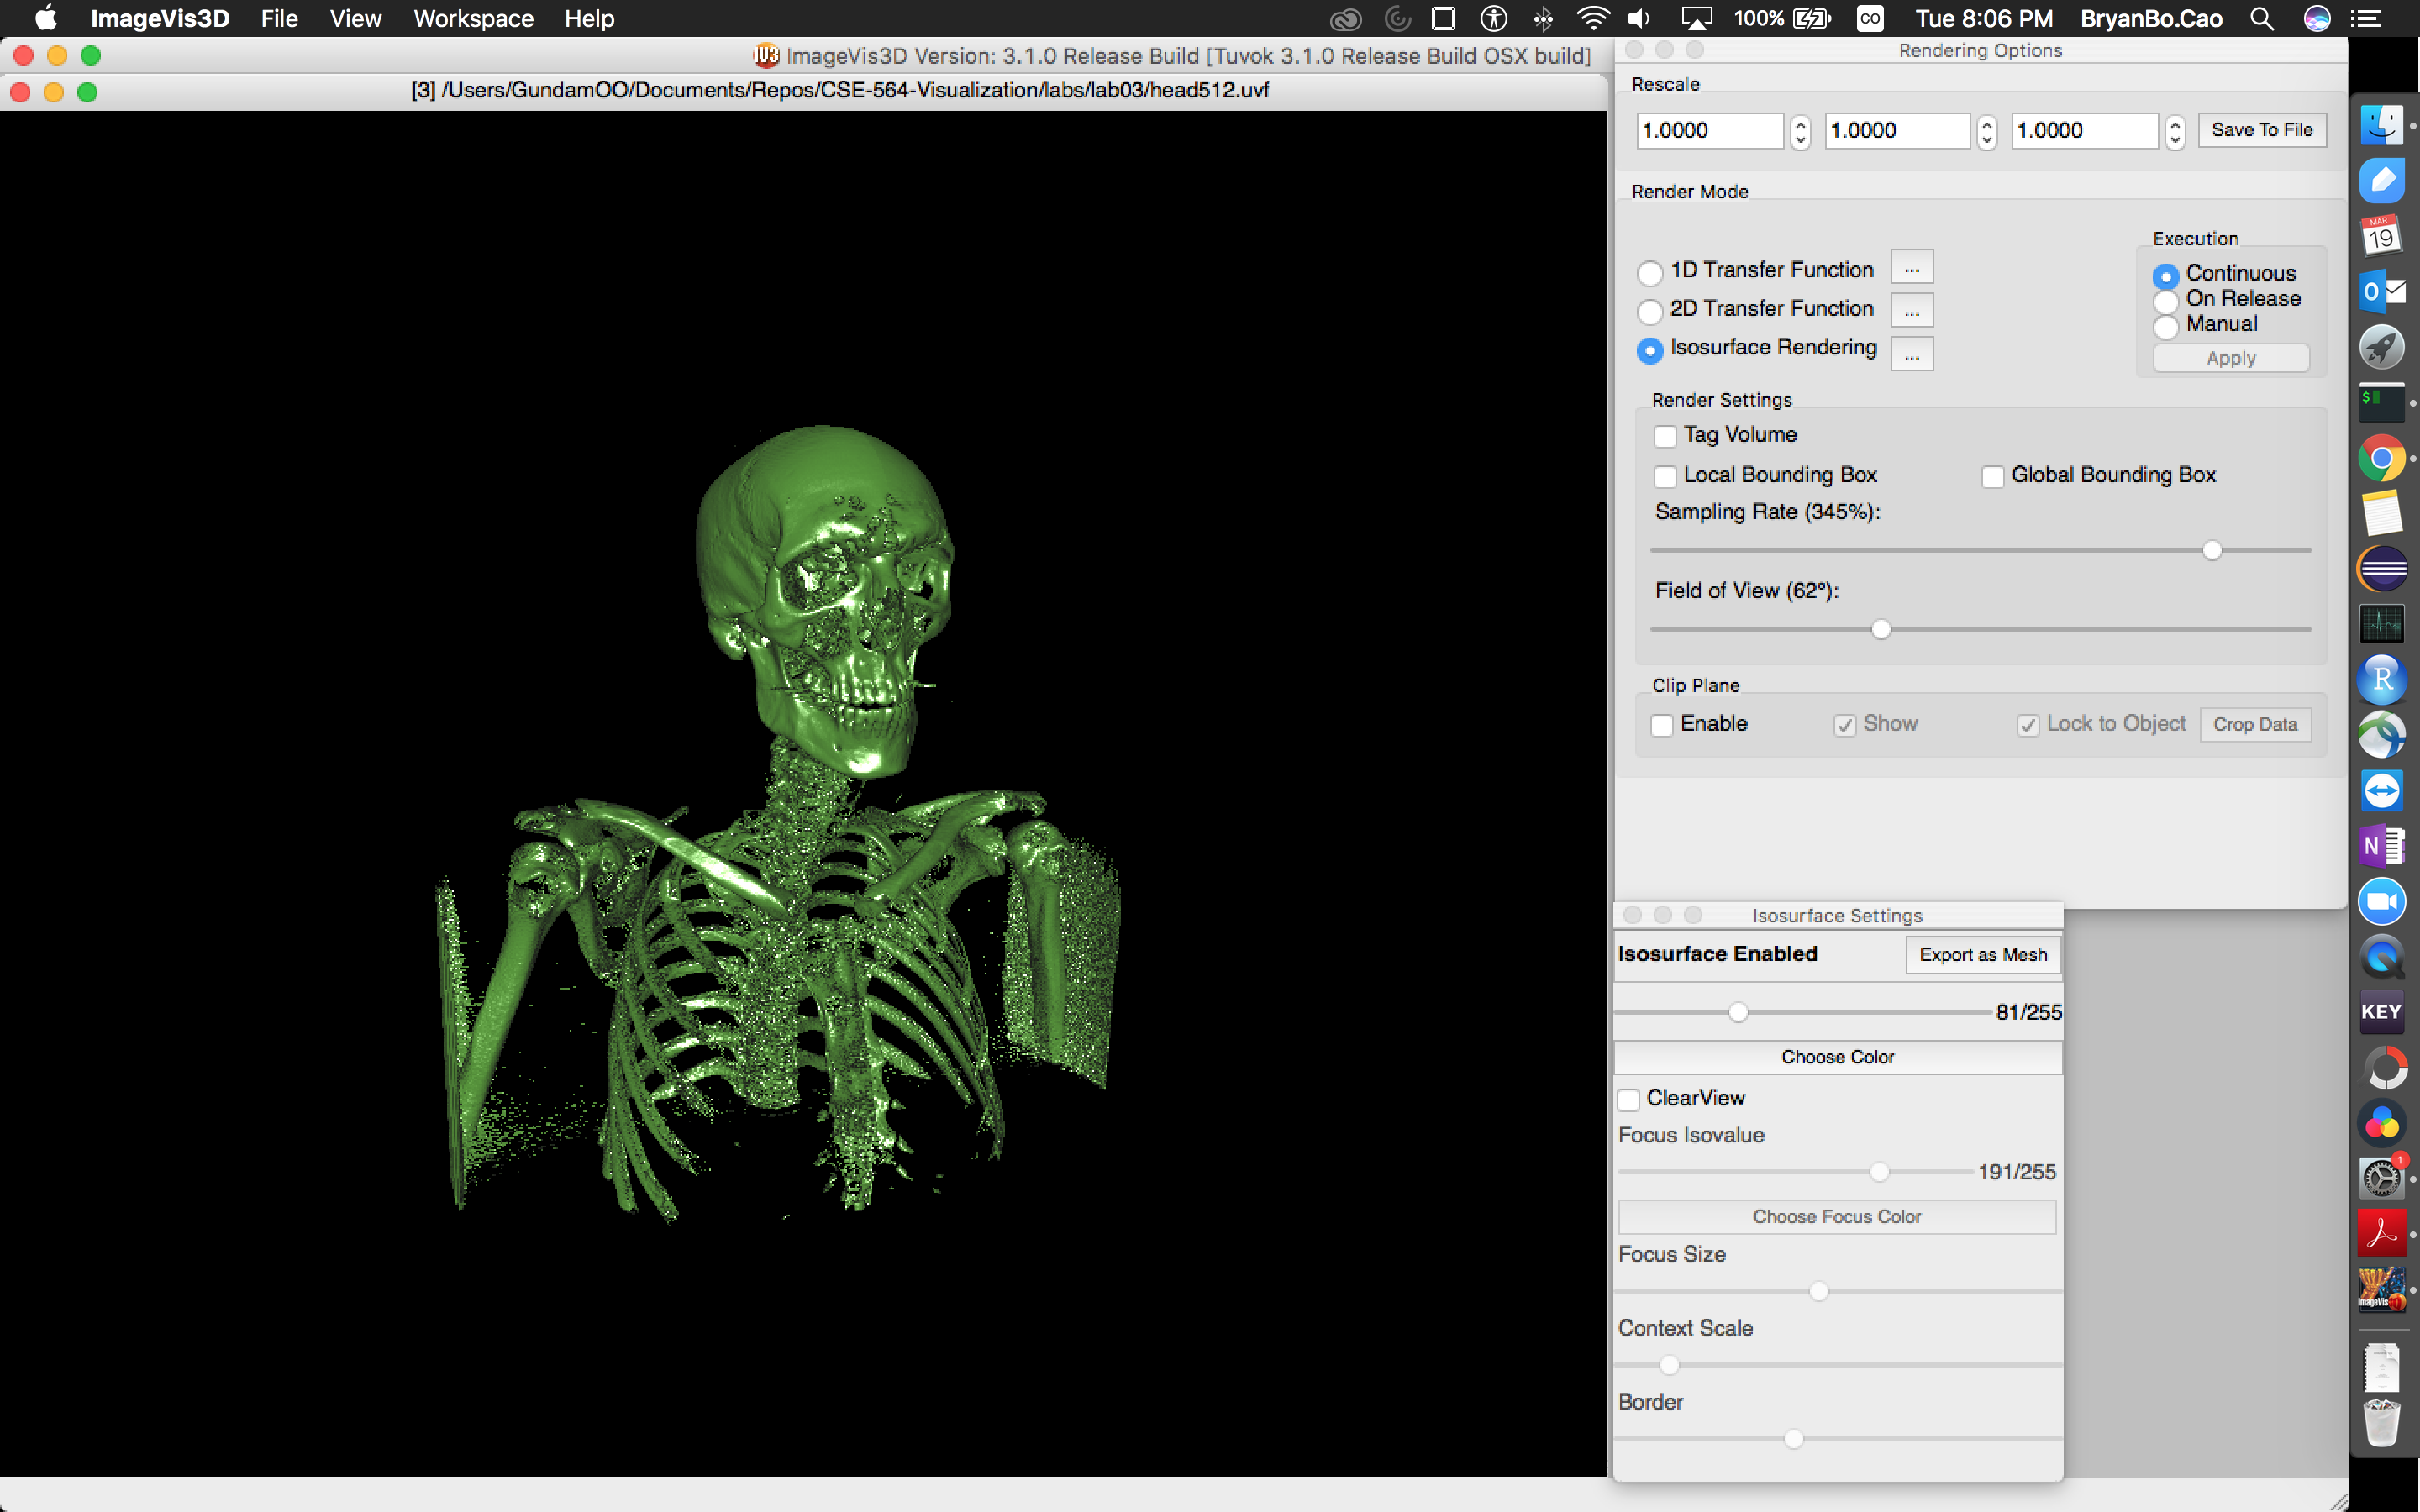 ImageVis3D File View Workspace Help 100% CO Tue 8:06 PM BryanBo.Cao
IV3 ImageVis3D Version: 3.1.0 Release Build [Tuvok 3.1.0 Release Build OSX build]
[3] /Users/GundamOO/Documents/Repos/CSE-564-Visualization/labs/lab03/head512.uvf
Rendering Options
Rescale
1.0000 1.0000 1.0000 Save To File
Render Mode
1D Transfer Function ...
2D Transfer Function ...
Isosurface Rendering ...
Execution
Continuous
On Release
Manual
Apply
Render Settings
Tag Volume
Local Bounding Box Global Bounding Box
Sampling Rate (345%):
Field of View (62°):
Clip Plane
Enable Show Lock to Object Crop Data
Isosurface Settings
Isosurface Enabled Export as Mesh
81/255
Choose Color
ClearView
Focus Isovalue
191/255
Choose Focus Color
Focus Size
Context Scale
Border
MAR
19
O
$
R
N
KEY
1
ImageVis